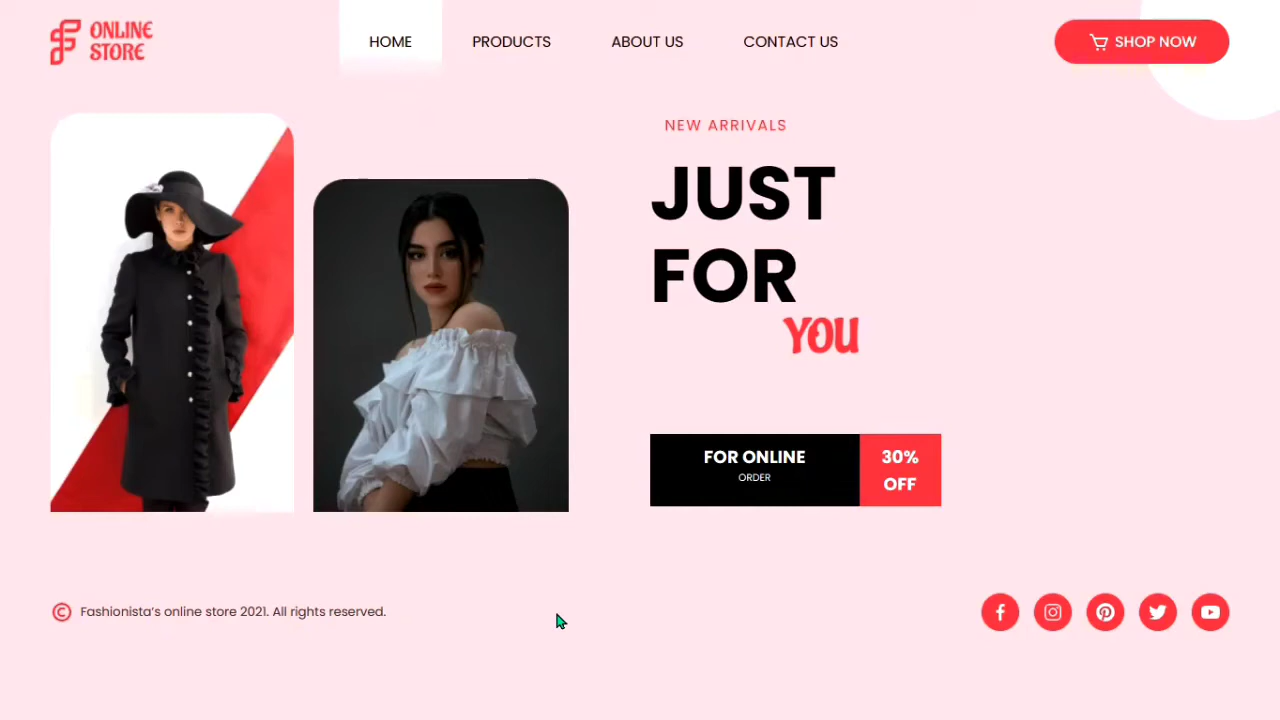 ONLINE
STORE
HOME PRODUCTS ABOUT US CONTACT US
SHOP NOW
NEW ARRIVALS
JUST
FOR
YOU
FOR ONLINE
ORDER
30%
OFF
© Fashionista's online store 2021. All rights reserved.